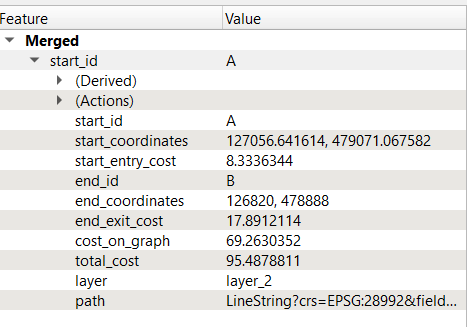 Feature Value
Merged
start_id A
(Derived)
(Actions)
start_id A
start_coordinates 127056.641614, 479071.067582
start_entry_cost 8.3336344
end_id B
end_coordinates 126820, 478888
end_exit_cost 17.8912114
cost_on_graph 69.2630352
total_cost 95.4878811
layer layer_2
path LineString?crs=EPSG:28992&field...